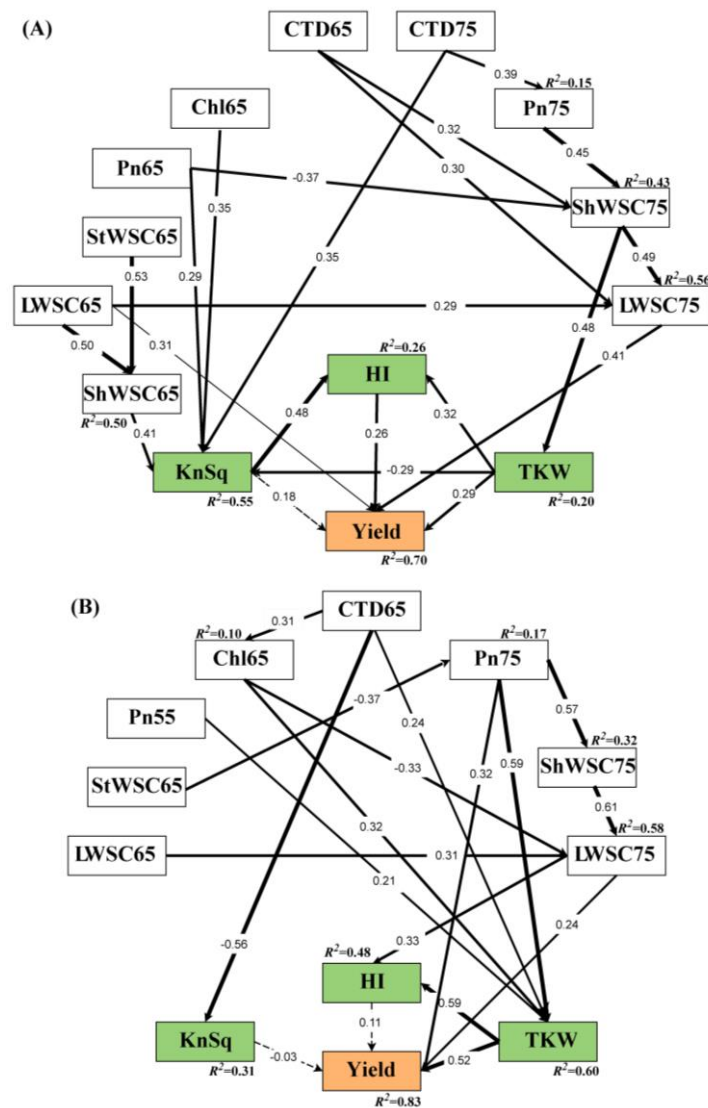 (A)
CTD65 CTD75
0.39 R²=0.15
Chl65 Pn75
0.32 0.45
Pn65 0.30
-0.37 R²=0.43
ShWSC75
0.35
StWSC65
0.53 0.29 0.35 0.49
R²=0.56
LWSC65 0.29 LWSC75
0.50 0.31 0.48
R²=0.26 0.41
HI
ShWSC65
R²=0.50 0.48 0.32
0.41 0.26
KnSq -0.29 TKW
R²=0.55 0.18 0.29 R²=0.20
Yield
R²=0.70
(B)
CTD65
0.31
R²=0.10 R²=0.17
Chl65 Pn75
-0.37
Pn55 0.24 0.57
R²=0.32
0.32 0.59 ShWSC75
StWSC65 -0.33
0.61
0.32 R²=0.58
LWSC65 0.31 LWSC75
0.21
-0.56 0.24
0.33
R²=0.48
HI
0.59
0.11
KnSq -0.03 0.52 TKW
R²=0.31 Yield R²=0.60
R²=0.83